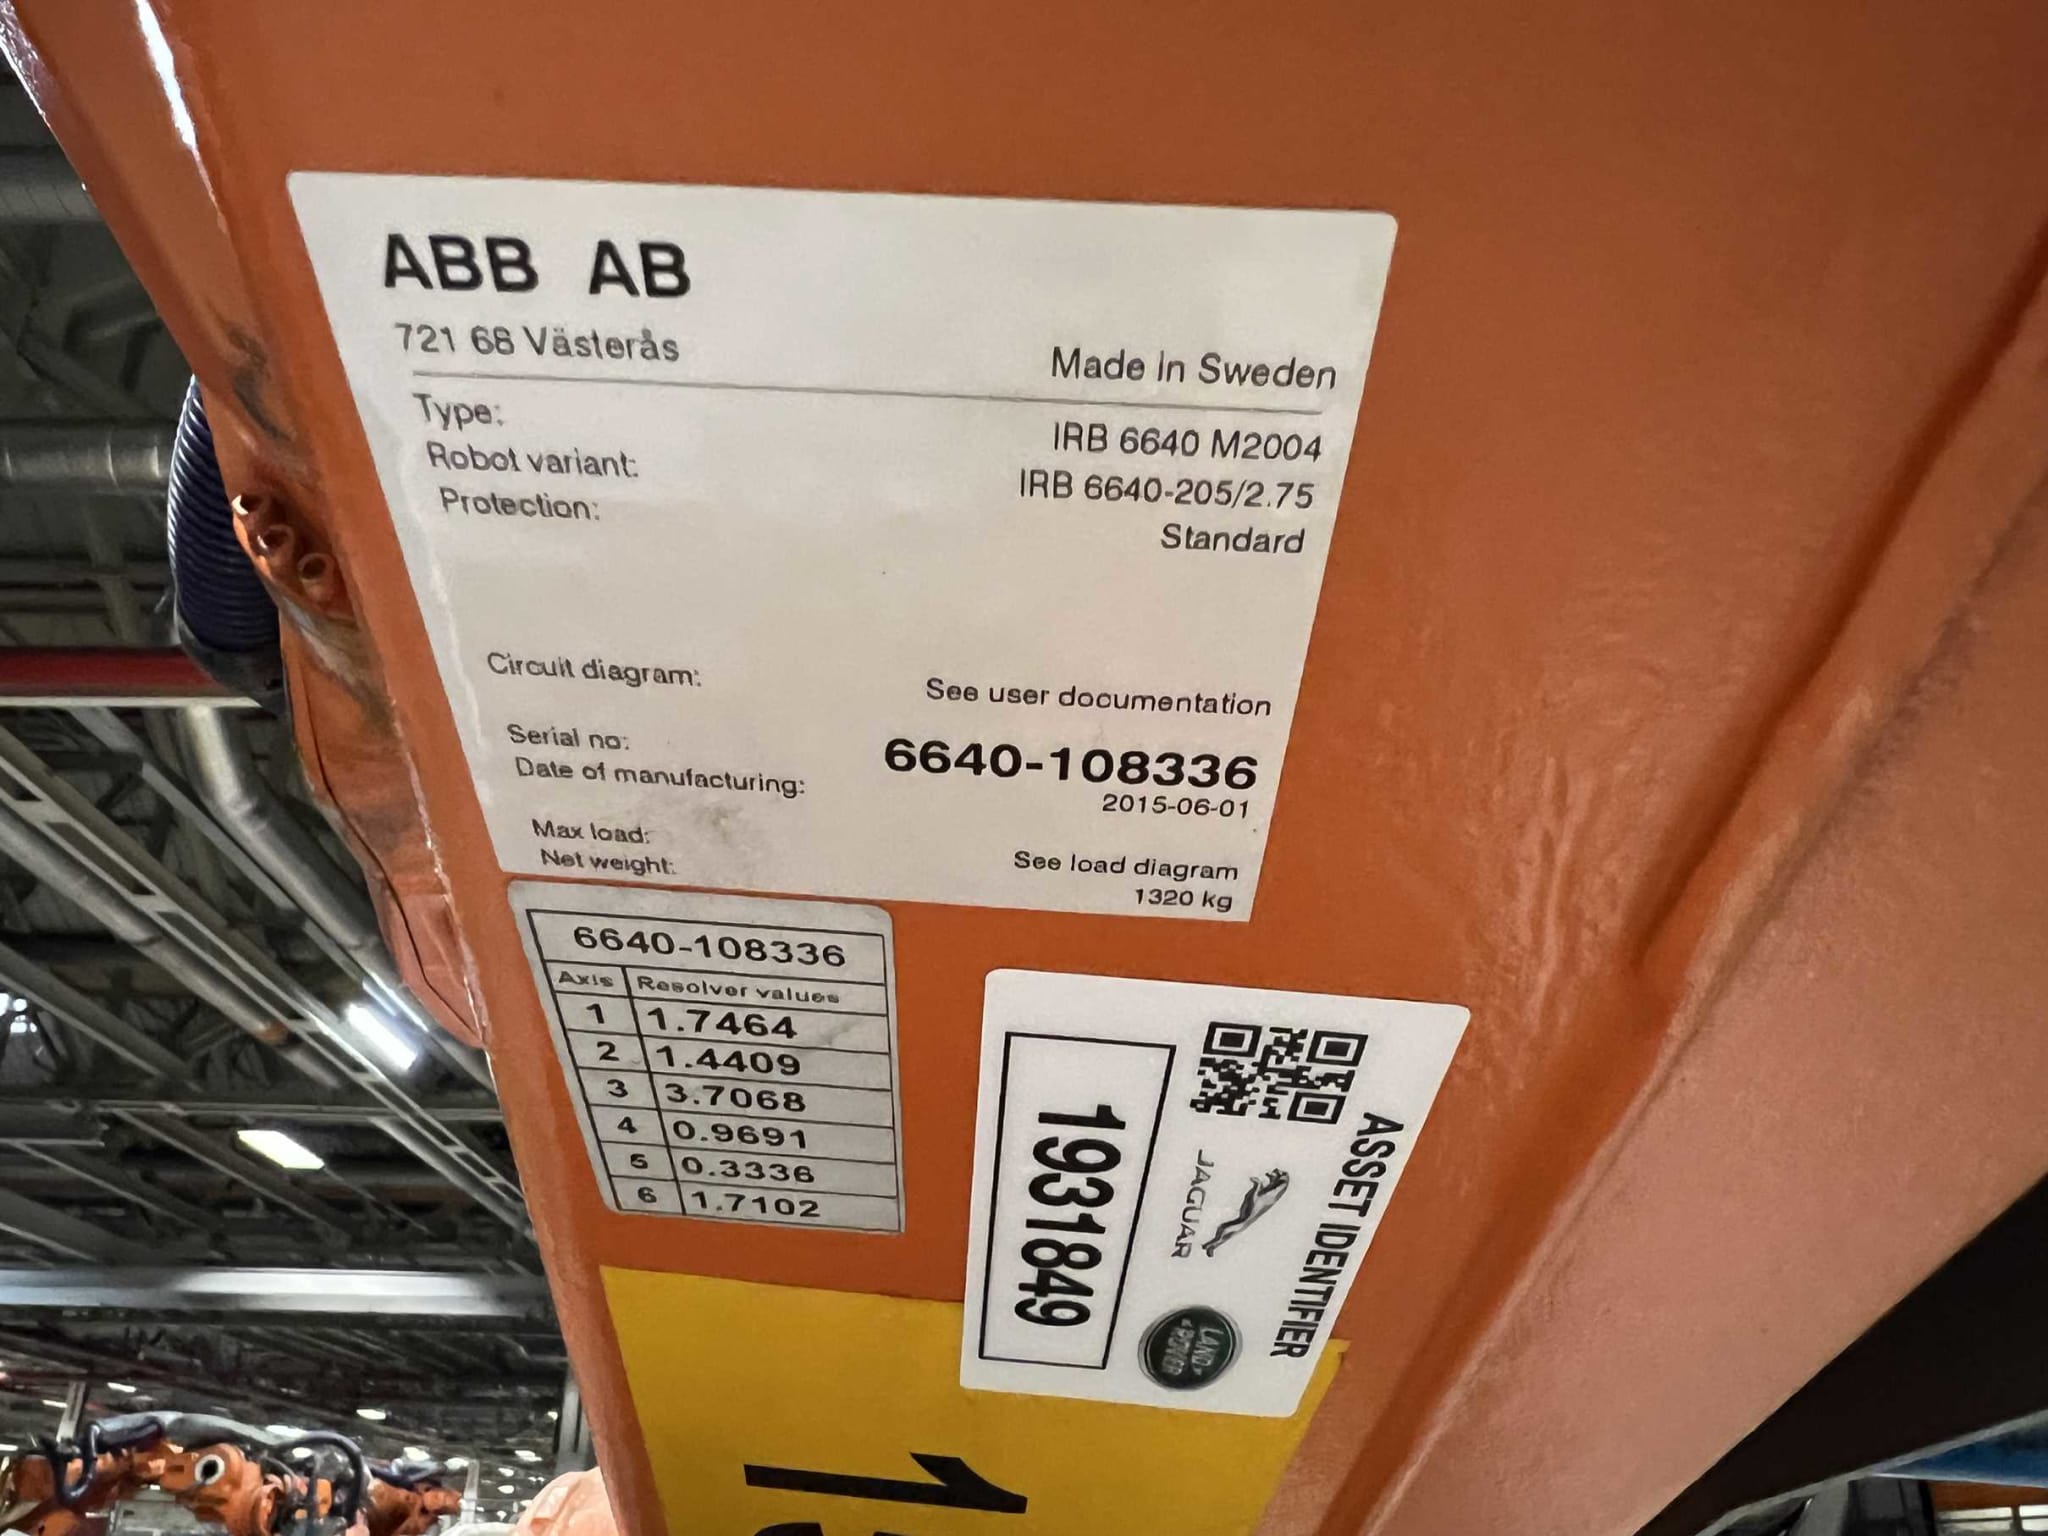 ABB AB
721 68 Västerås
Made in Sweden
Type: IRB 6640 M2004
Robot variant: IRB 6640-205/2.75
Protection: Standard
Circuit diagram: See user documentation
Serial no: 6640-108336
Date of manufacturing: 2015-06-01
Max load: See load diagram
Net weight: 1320 kg
6640-108336
Axis Resolver values
1 1.7464
2 1.4409
3 3.7068
4 0.9691
5 0.3336
6 1.7102
ASSET IDENTIFIER
JAGUAR
LAND ROVER
1931849